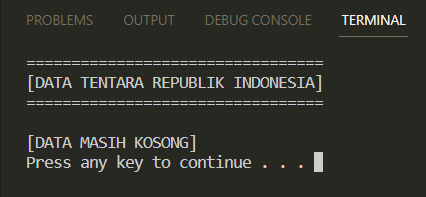 PROBLEMS OUTPUT DEBUG CONSOLE TERMINAL
=================================
[DATA TENTARA REPUBLIK INDONESIA]
=================================
[DATA MASIH KOSONG]
Press any key to continue . . .